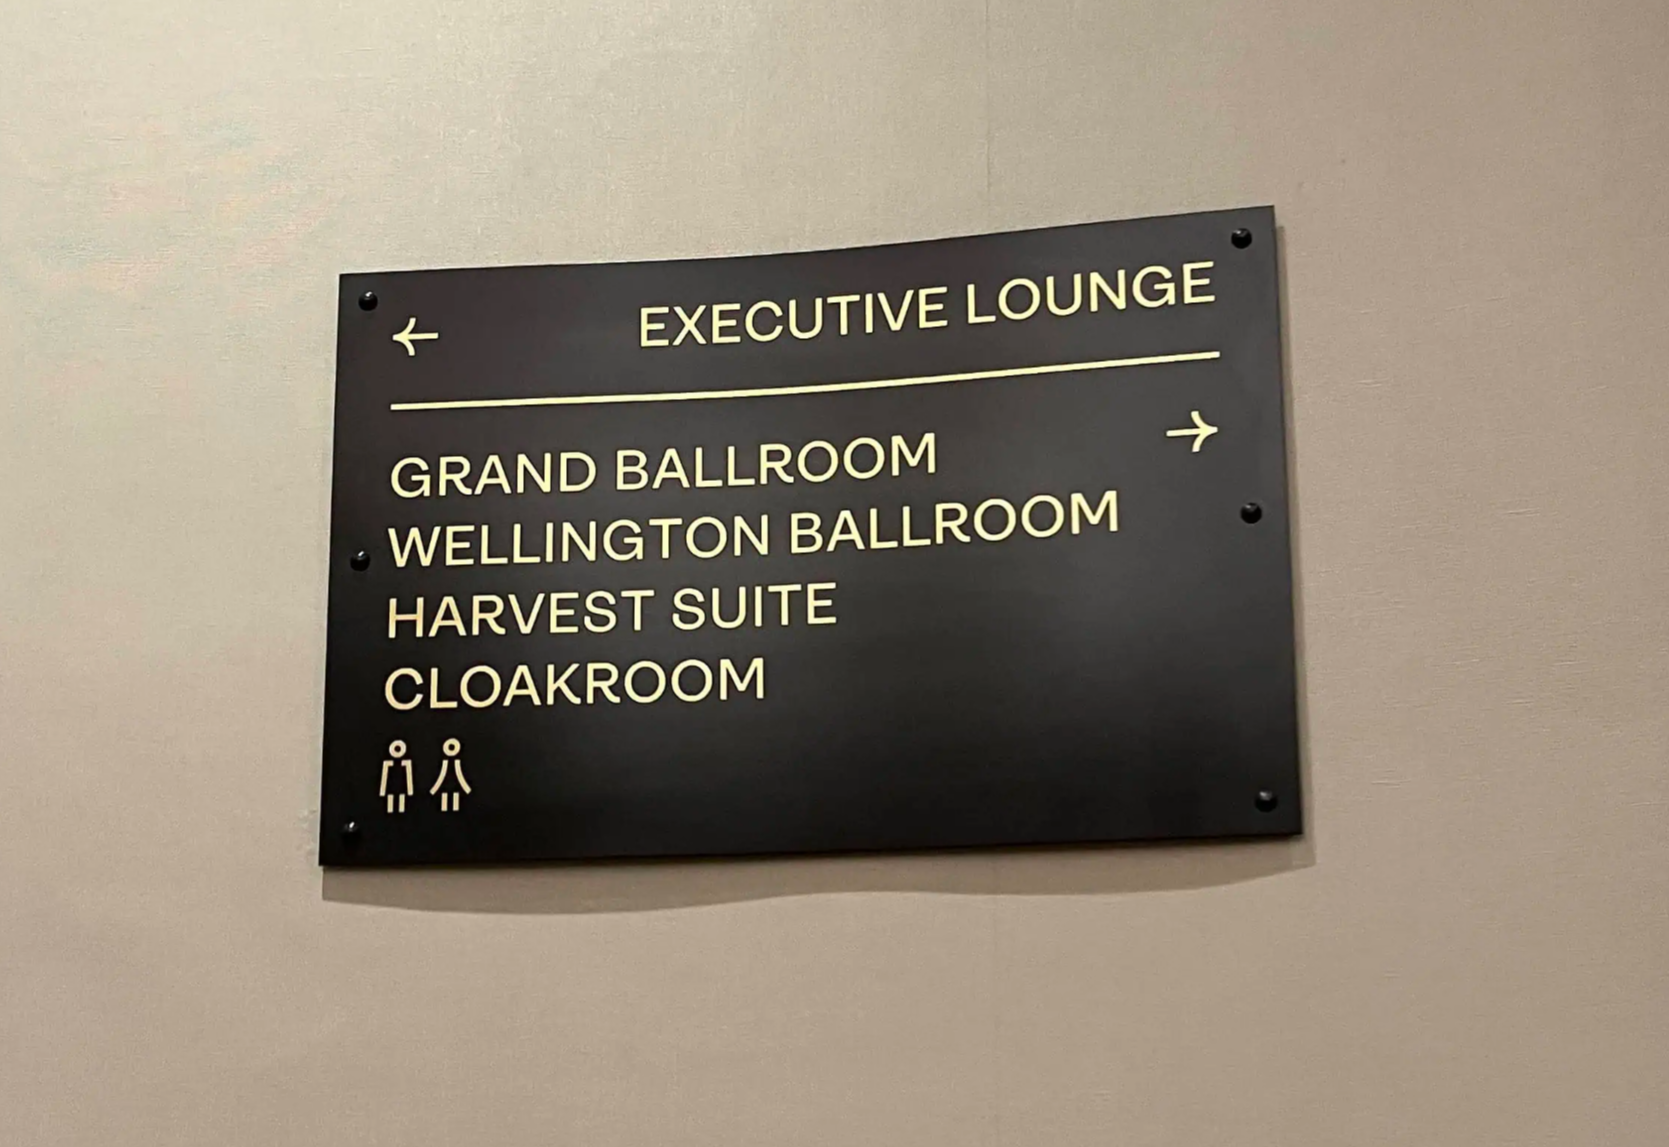 ← EXECUTIVE LOUNGE
GRAND BALLROOM →
WELLINGTON BALLROOM
HARVEST SUITE
CLOAKROOM